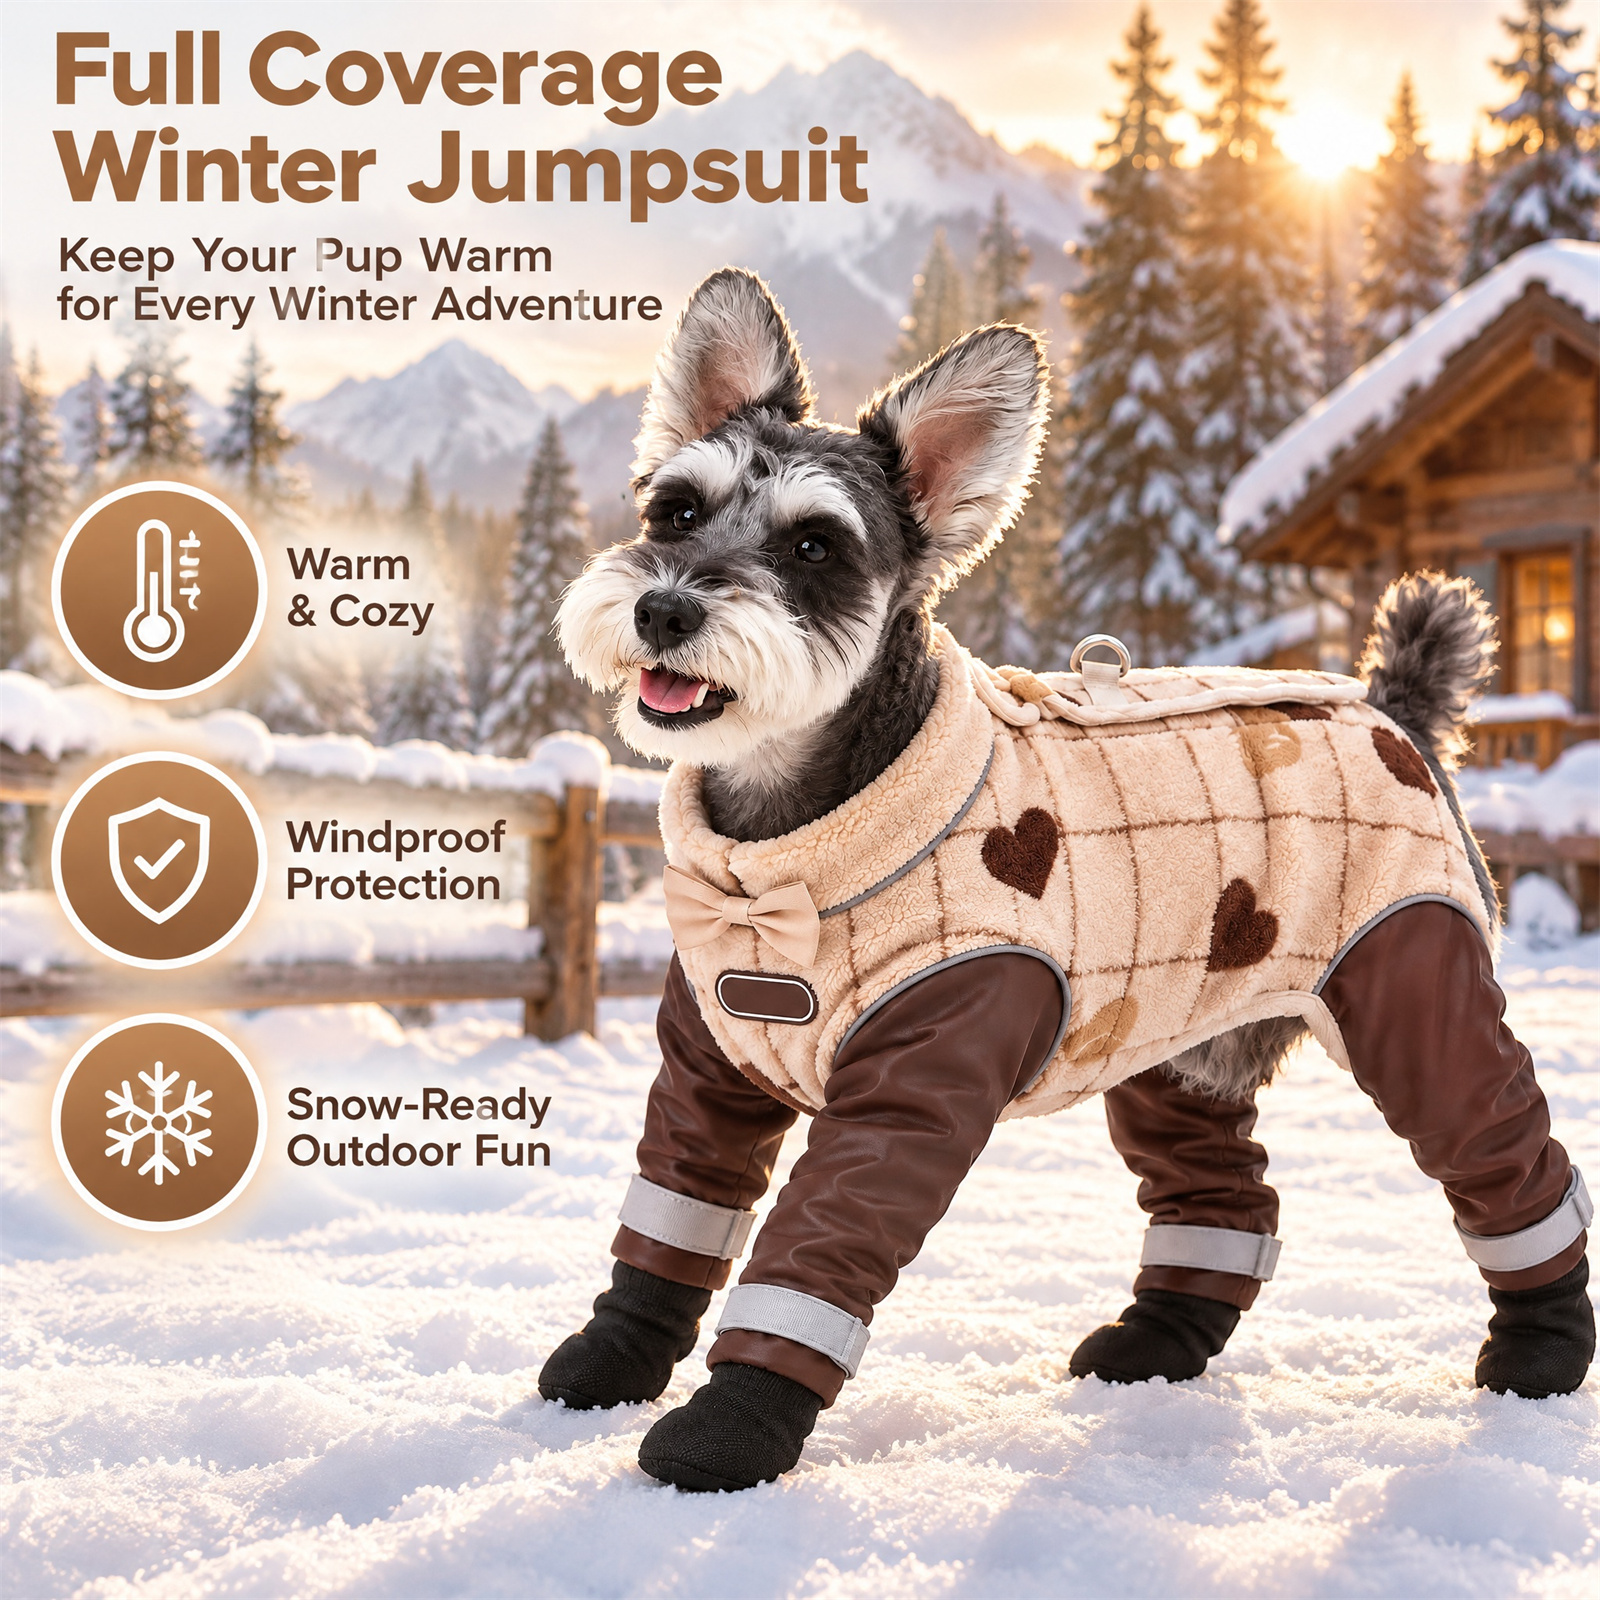 Full Coverage
Winter Jumpsuit
Keep Your Pup Warm
for Every Winter Adventure
Warm
& Cozy
Windproof
Protection
Snow-Ready
Outdoor Fun